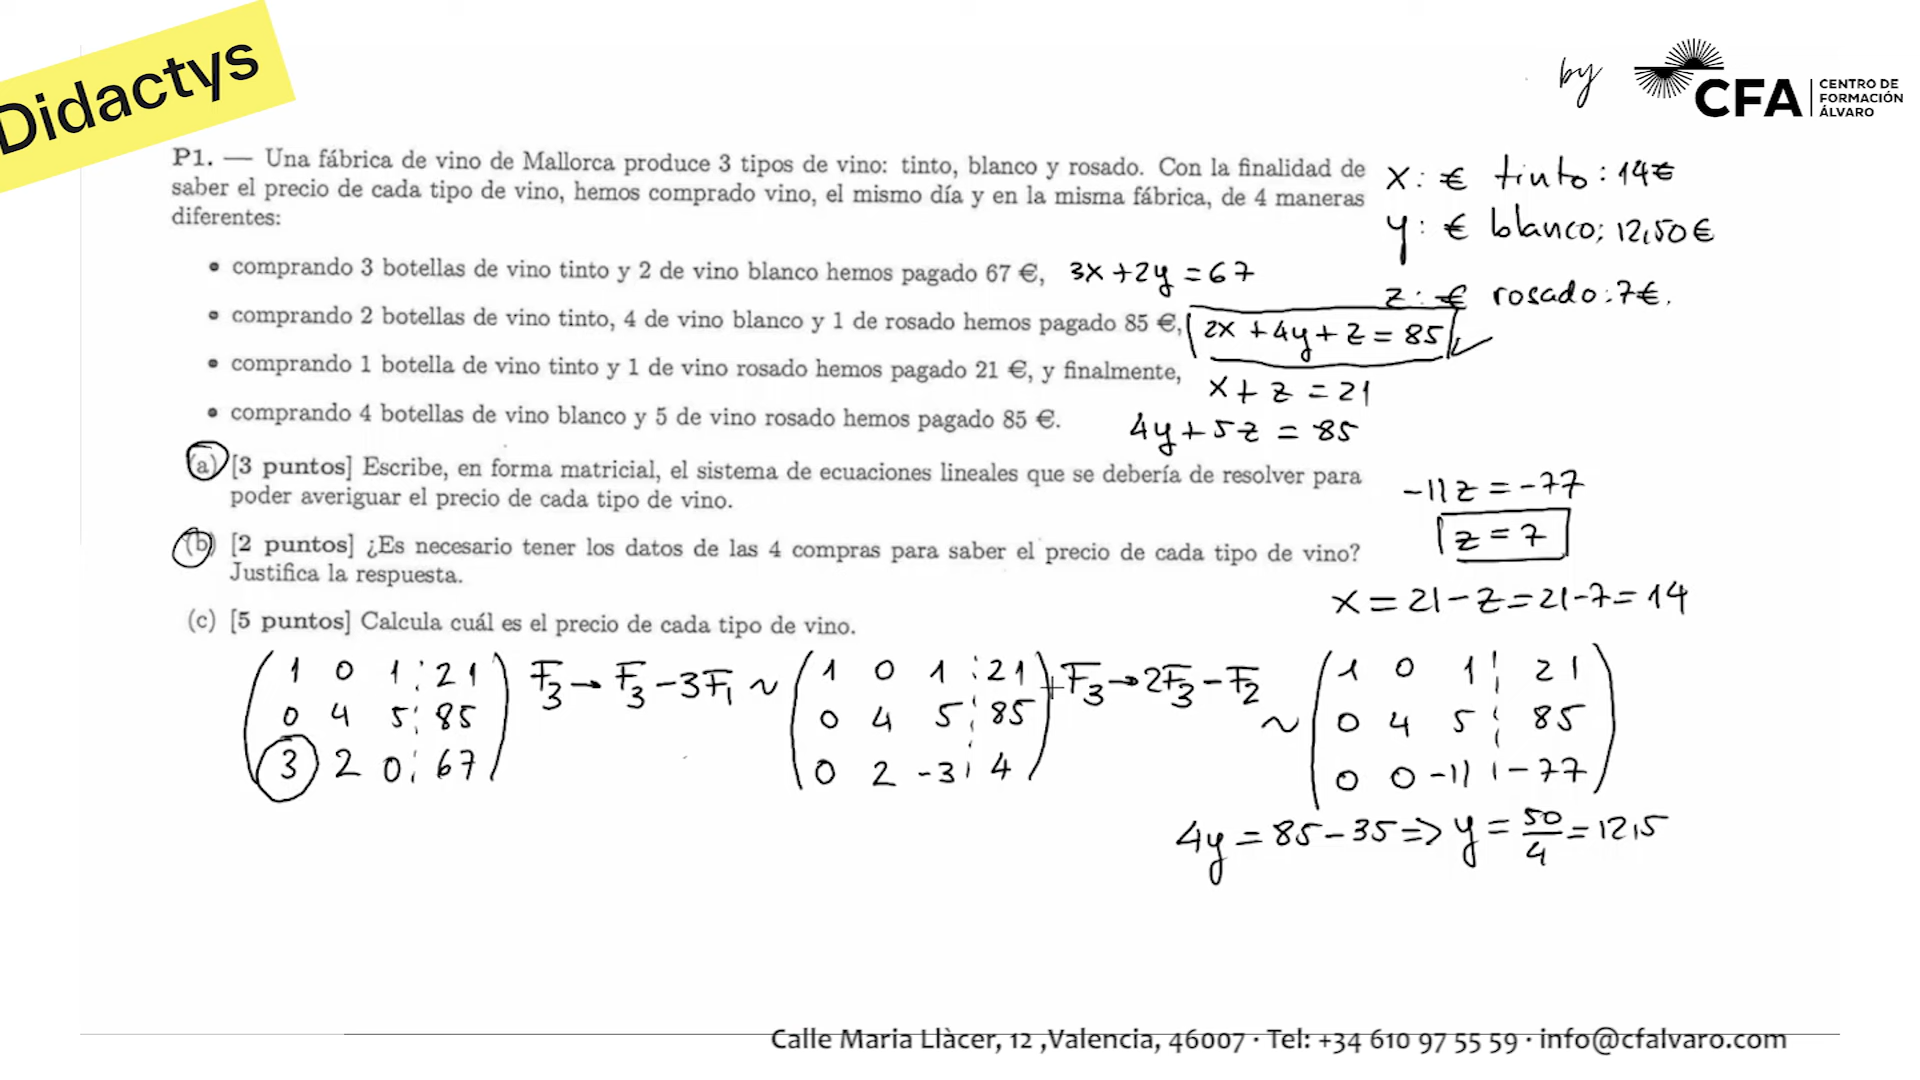 Didactys
by
CFA
CENTRO DE
FORMACIÓN
ÁLVARO
P1. — Una fábrica de vino de Mallorca produce 3 tipos de vino: tinto, blanco y rosado. Con la finalidad de
saber el precio de cada tipo de vino, hemos comprado vino, el mismo día y en la misma fábrica, de 4 maneras
diferentes:
x: € tinto: 14€
y: € blanco: 12,50€
z: € rosado: 7€.
• comprando 3 botellas de vino tinto y 2 de vino blanco hemos pagado 67 €, 3x+2y=67
• comprando 2 botellas de vino tinto, 4 de vino blanco y 1 de rosado hemos pagado 85 €, 2x+4y+z=85
• comprando 1 botella de vino tinto y 1 de vino rosado hemos pagado 21 €, y finalmente, x+z=21
• comprando 4 botellas de vino blanco y 5 de vino rosado hemos pagado 85 €. 4y+5z=85
(a) [3 puntos] Escribe, en forma matricial, el sistema de ecuaciones lineales que se debería de resolver para
poder averiguar el precio de cada tipo de vino.
(b) [2 puntos] ¿Es necesario tener los datos de las 4 compras para saber el precio de cada tipo de vino?
Justifica la respuesta.
(c) [5 puntos] Calcula cuál es el precio de cada tipo de vino.
-11z=-77
z=7
x=21-z=21-7=14
1 0 1 21 F3→F3-3F1 ~ 1 0 1 21 F3→2F3-F2 ~ 1 0 1 21
0 4 5 85 0 4 5 85 0 4 5 85
3 2 0 67 0 2 -3 4 0 0 -11 -77
4y=85-35=>y=50/4=12,5
Calle Maria Llàcer, 12 ,Valencia, 46007 · Tel: +34 610 97 55 59 · info@cfalvaro.com